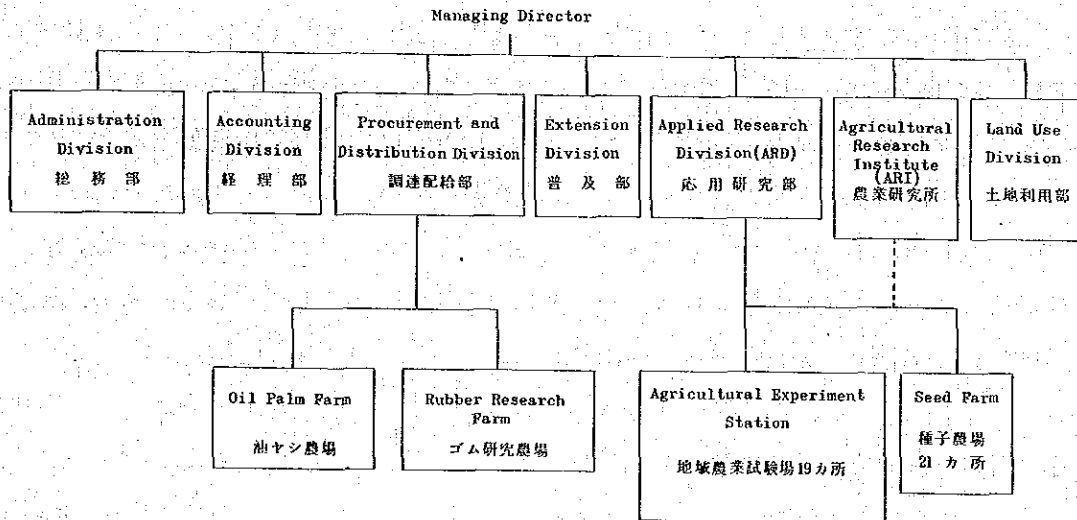 Managing Director
Administration
Division
総務部
Accounting
Division
経理部
Procurement and
Distribution Division
調達配給部
Extension
Division
普及部
Applied Research
Division(ARD)
応用研究部
Agricultural
Research
Institute
(ARI)
農業研究所
Land Use
Division
土地利用部
Oil Palm Farm
油ヤシ農場
Rubber Research
Farm
ゴム研究農場
Agricultural Experiment
Station
地域農業試験場19カ所
Seed Farm
種子農場
21カ所